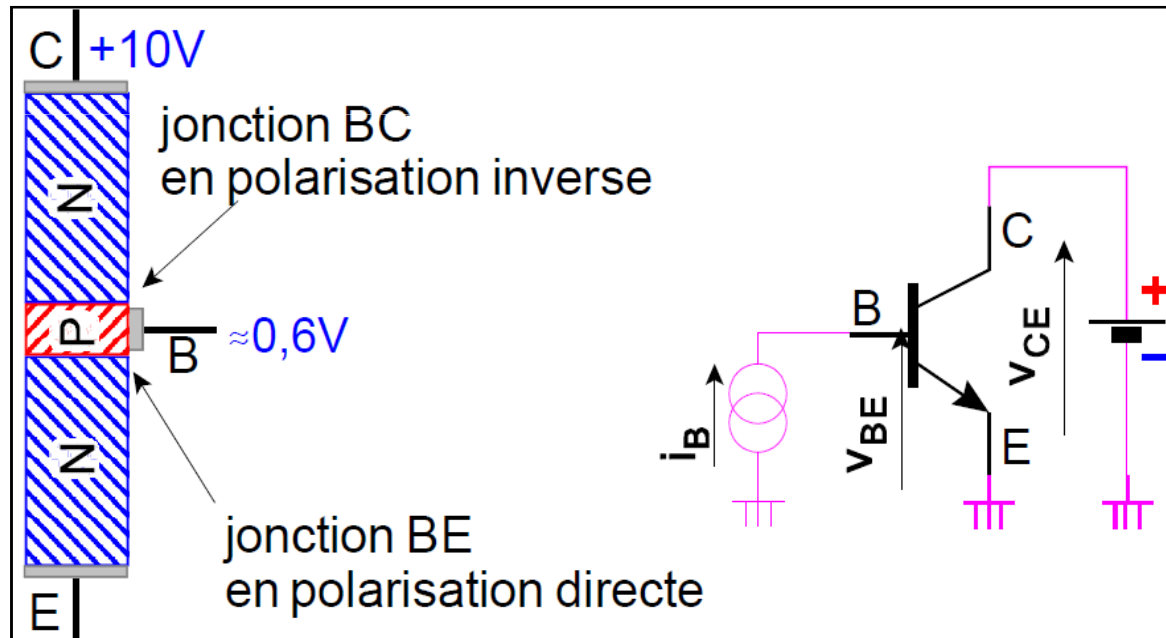 C +10V
jonction BC
en polarisation inverse
N
P
B ≈0,6V
N
jonction BE
en polarisation directe
E
C
B
E
iB
vBE
vCE
+
−